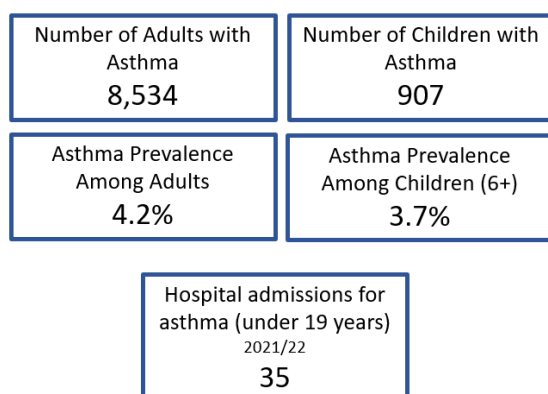 Number of Adults with
Asthma
8,534
Number of Children with
Asthma
907
Asthma Prevalence
Among Adults
4.2%
Asthma Prevalence
Among Children (6+)
3.7%
Hospital admissions for
asthma (under 19 years)
2021/22
35